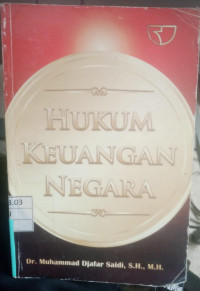 HUKUM
KEUANGAN
NEGARA
Dr. Muhammad Djafar Saidi, S.H., M.H.